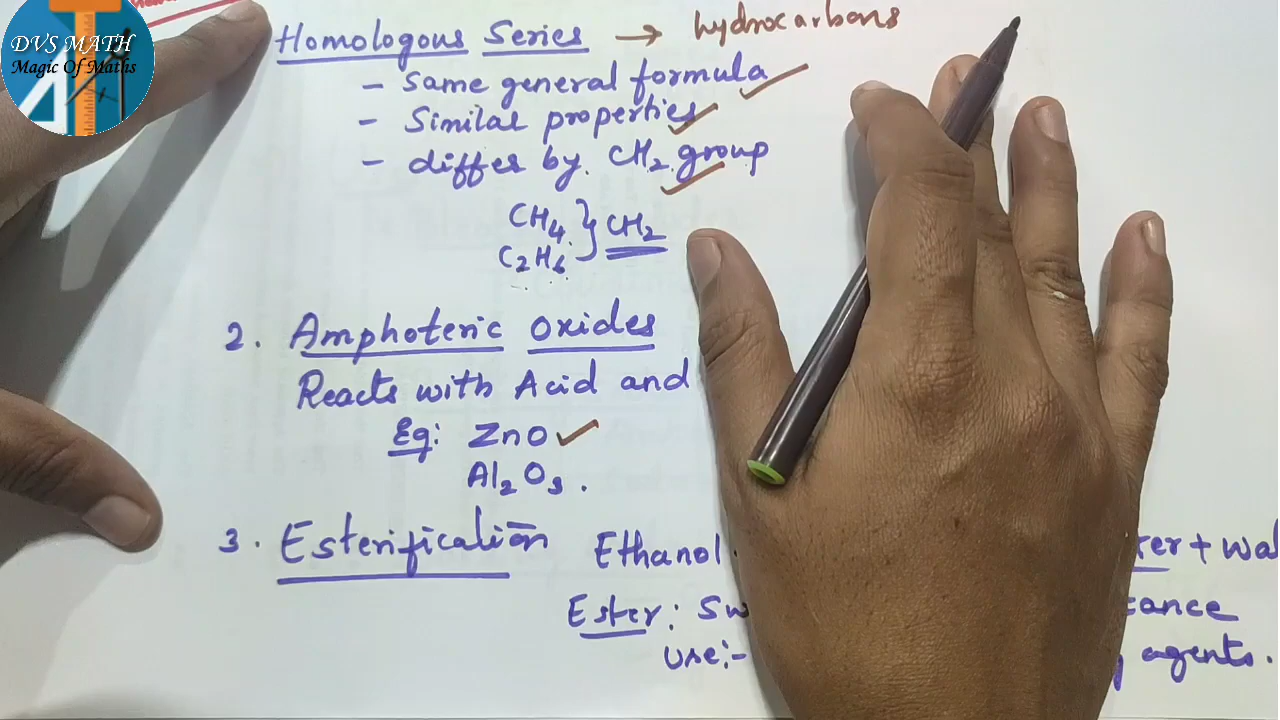 DVS MATH
Magic Of Maths
Homologous Series → hydrocarbons
- Same general formula ✓
- Similar properties ✓
- differ by CH₂ group ✓
CH₄
C₂H₆ } CH₂
2. Amphoteric Oxides
Reacts with Acid and
Eg: ZnO ✓
Al₂O₃.
3. Esterification Ethanol + wat
Ester:
use:- agents.